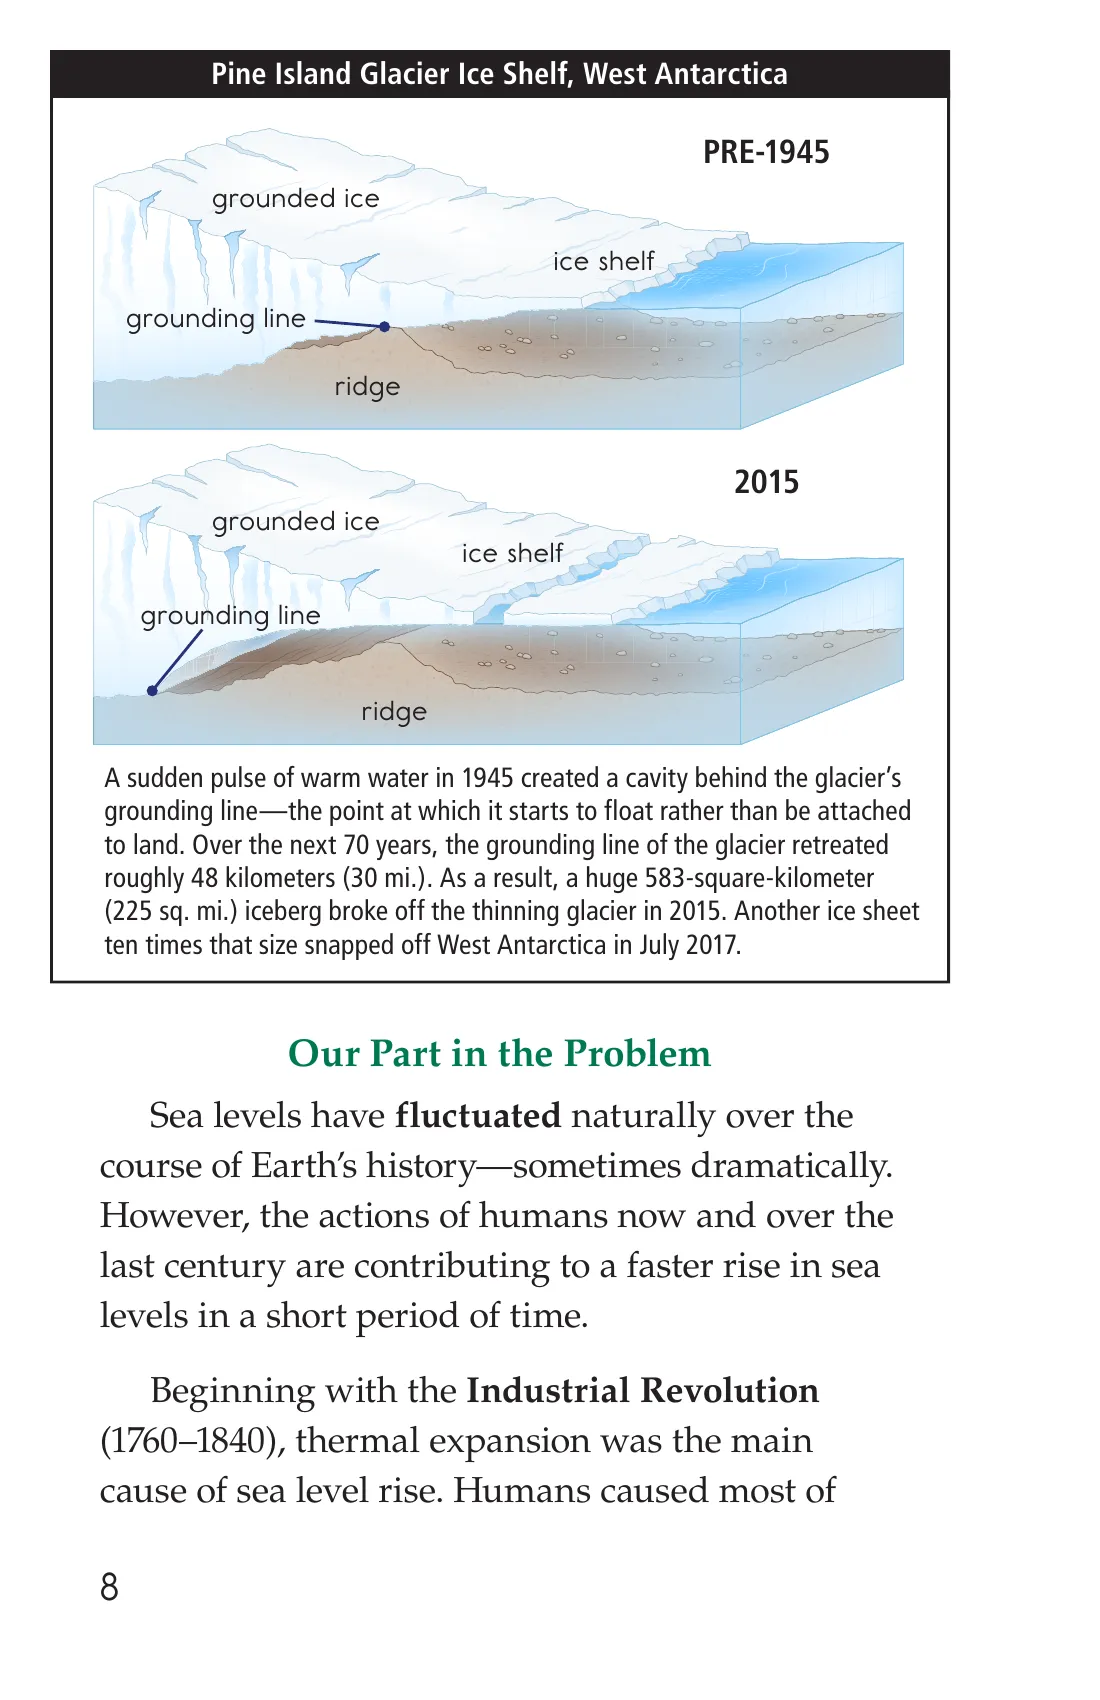 Pine Island Glacier Ice Shelf, West Antarctica
PRE-1945
grounded ice
ice shelf
grounding line
ridge
2015
grounded ice
ice shelf
grounding line
ridge
A sudden pulse of warm water in 1945 created a cavity behind the glacier’s
grounding line—the point at which it starts to float rather than be attached
to land. Over the next 70 years, the grounding line of the glacier retreated
roughly 48 kilometers (30 mi.). As a result, a huge 583-square-kilometer
(225 sq. mi.) iceberg broke off the thinning glacier in 2015. Another ice sheet
ten times that size snapped off West Antarctica in July 2017.
Our Part in the Problem
Sea levels have fluctuated naturally over the
course of Earth’s history—sometimes dramatically.
However, the actions of humans now and over the
last century are contributing to a faster rise in sea
levels in a short period of time.
Beginning with the Industrial Revolution
(1760–1840), thermal expansion was the main
cause of sea level rise. Humans caused most of
8